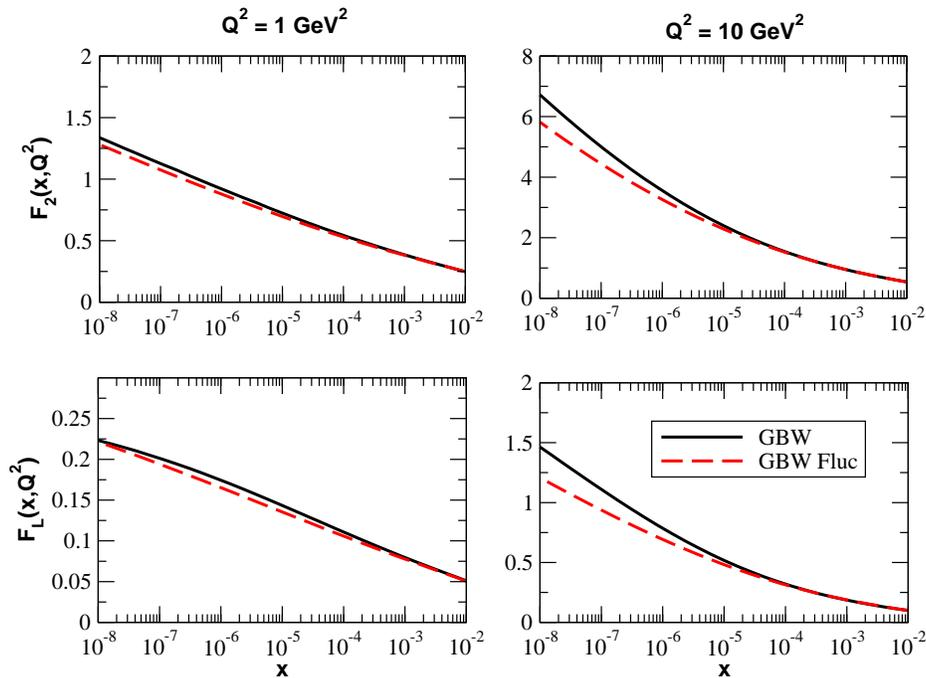 Q² = 1 GeV²
Q² = 10 GeV²
F₂(x,Q²)
2
1.5
1
0.5
0
10⁻⁸ 10⁻⁷ 10⁻⁶ 10⁻⁵ 10⁻⁴ 10⁻³ 10⁻²
8
6
4
2
0
10⁻⁸ 10⁻⁷ 10⁻⁶ 10⁻⁵ 10⁻⁴ 10⁻³ 10⁻²
F_L(x,Q²)
0.25
0.2
0.15
0.1
0.05
0
10⁻⁸ 10⁻⁷ 10⁻⁶ 10⁻⁵ 10⁻⁴ 10⁻³ 10⁻²
x
2
1.5
1
0.5
0
GBW
GBW Fluc
10⁻⁸ 10⁻⁷ 10⁻⁶ 10⁻⁵ 10⁻⁴ 10⁻³ 10⁻²
x